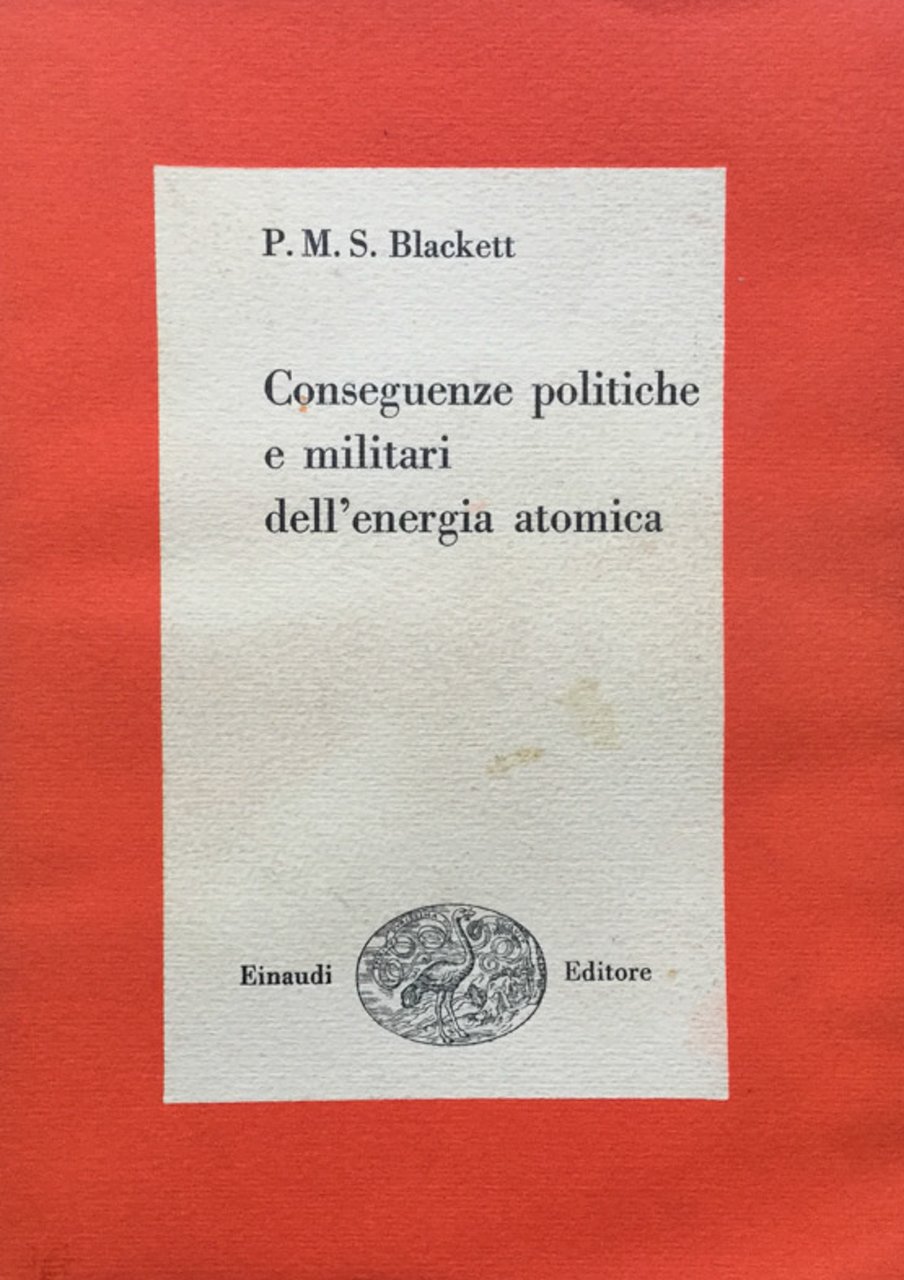 P. M. S. Blackett
Conseguenze politiche
e militari
dell’energia atomica
Einaudi
Editore